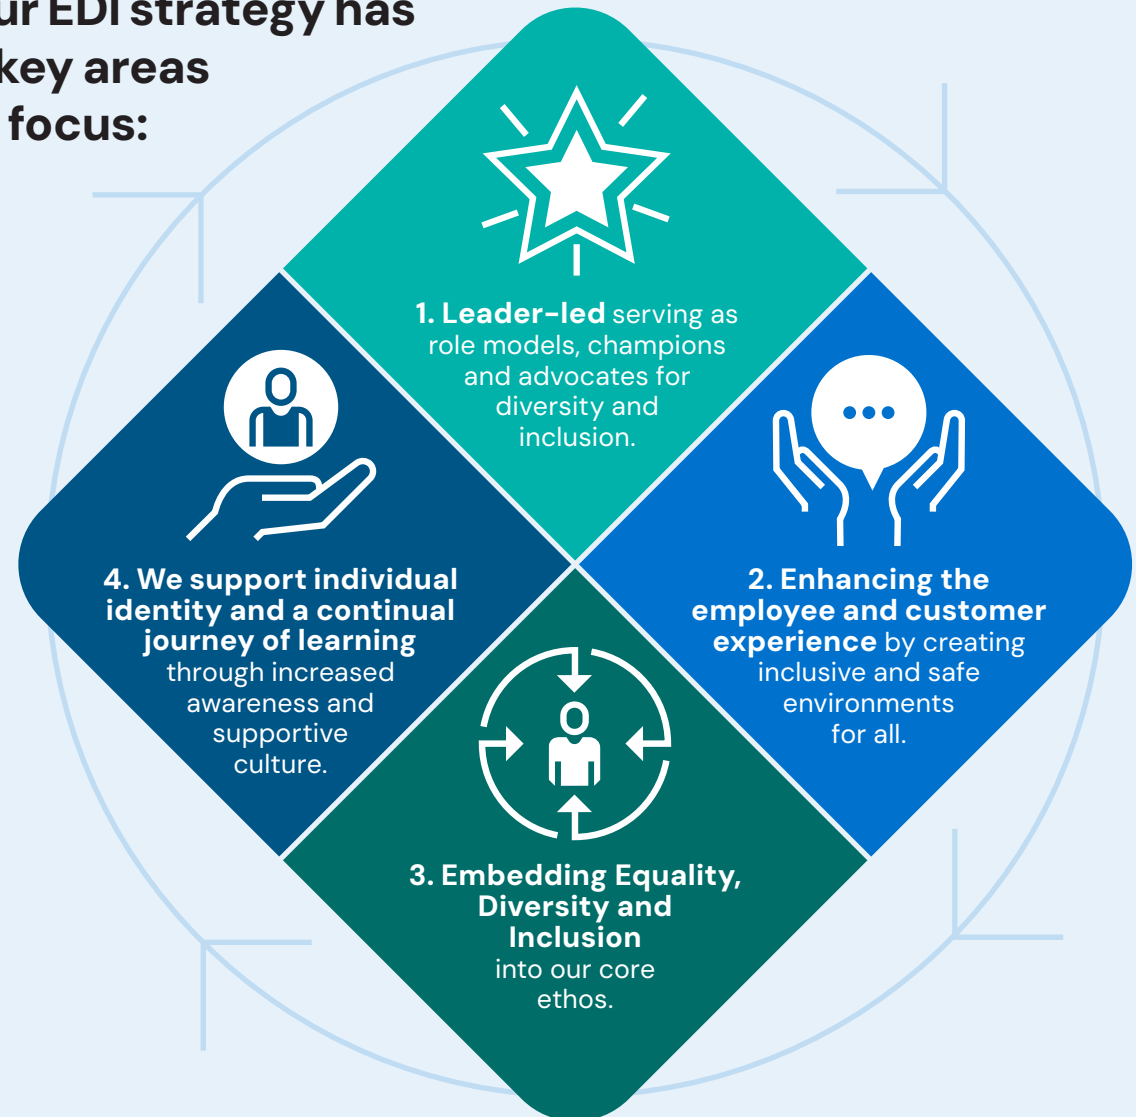 ur EDI strategy has
key areas
focus:
1. Leader-led serving as
role models, champions
and advocates for
diversity and
inclusion.
2. Enhancing the
employee and customer
experience by creating
inclusive and safe
environments
for all.
3. Embedding Equality,
Diversity and
Inclusion
into our core
ethos.
4. We support individual
identity and a continual
journey of learning
through increased
awareness and
supportive
culture.